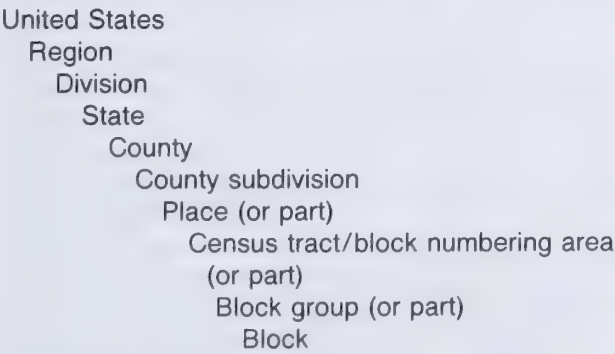 United States
Region
Division
State
County
County subdivision
Place (or part)
Census tract/block numbering area
(or part)
Block group (or part)
Block